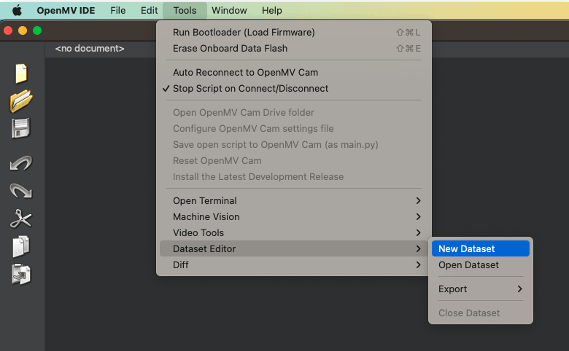 OpenMV IDE File Edit Tools Window Help
Run Bootloader (Load Firmware) ⇧⌘L
Erase Onboard Data Flash ⇧⌘E
<no document>
Auto Reconnect to OpenMV Cam
✓ Stop Script on Connect/Disconnect
Open OpenMV Cam Drive folder
Configure OpenMV Cam settings file
Save open script to OpenMV Cam (as main.py)
Reset OpenMV Cam
Install the Latest Development Release
Open Terminal >
Machine Vision >
Video Tools >
Dataset Editor >
Diff >
New Dataset
Open Dataset
Export >
Close Dataset